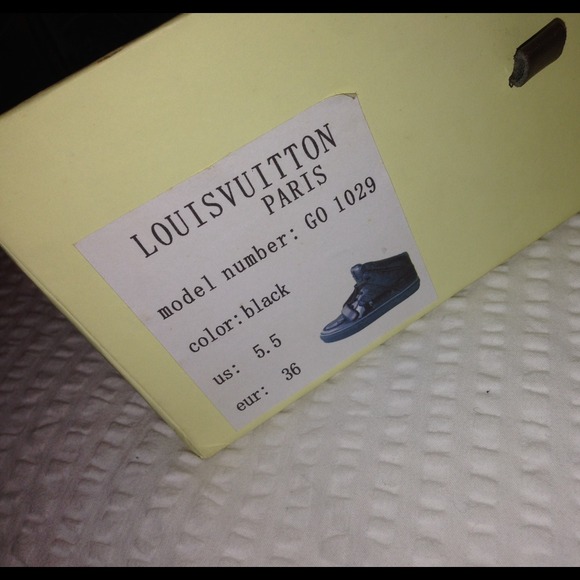 LOUISVUITTON
PARIS
model number: GO 1029
color:black
us: 5.5
eur: 36